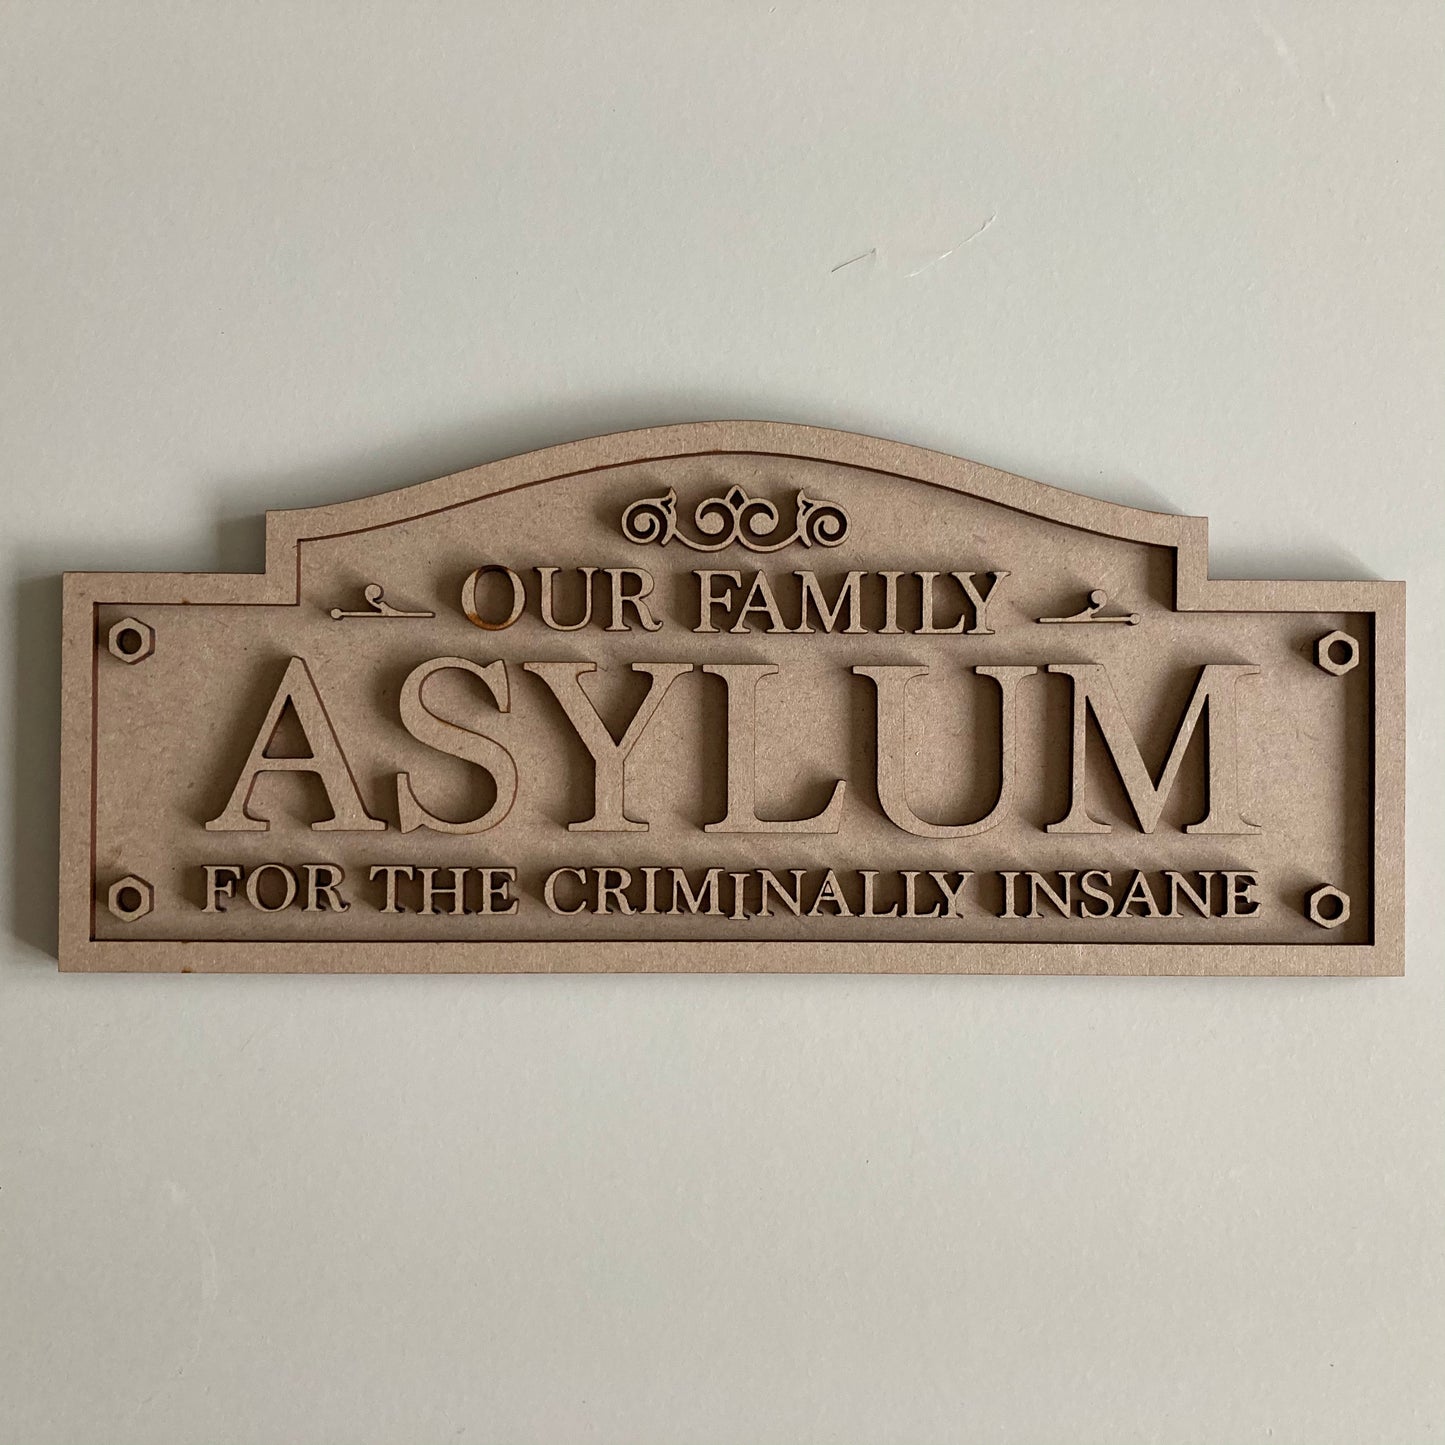 OUR FAMILY
ASYLUM
FOR THE CRIMINALLY INSANE